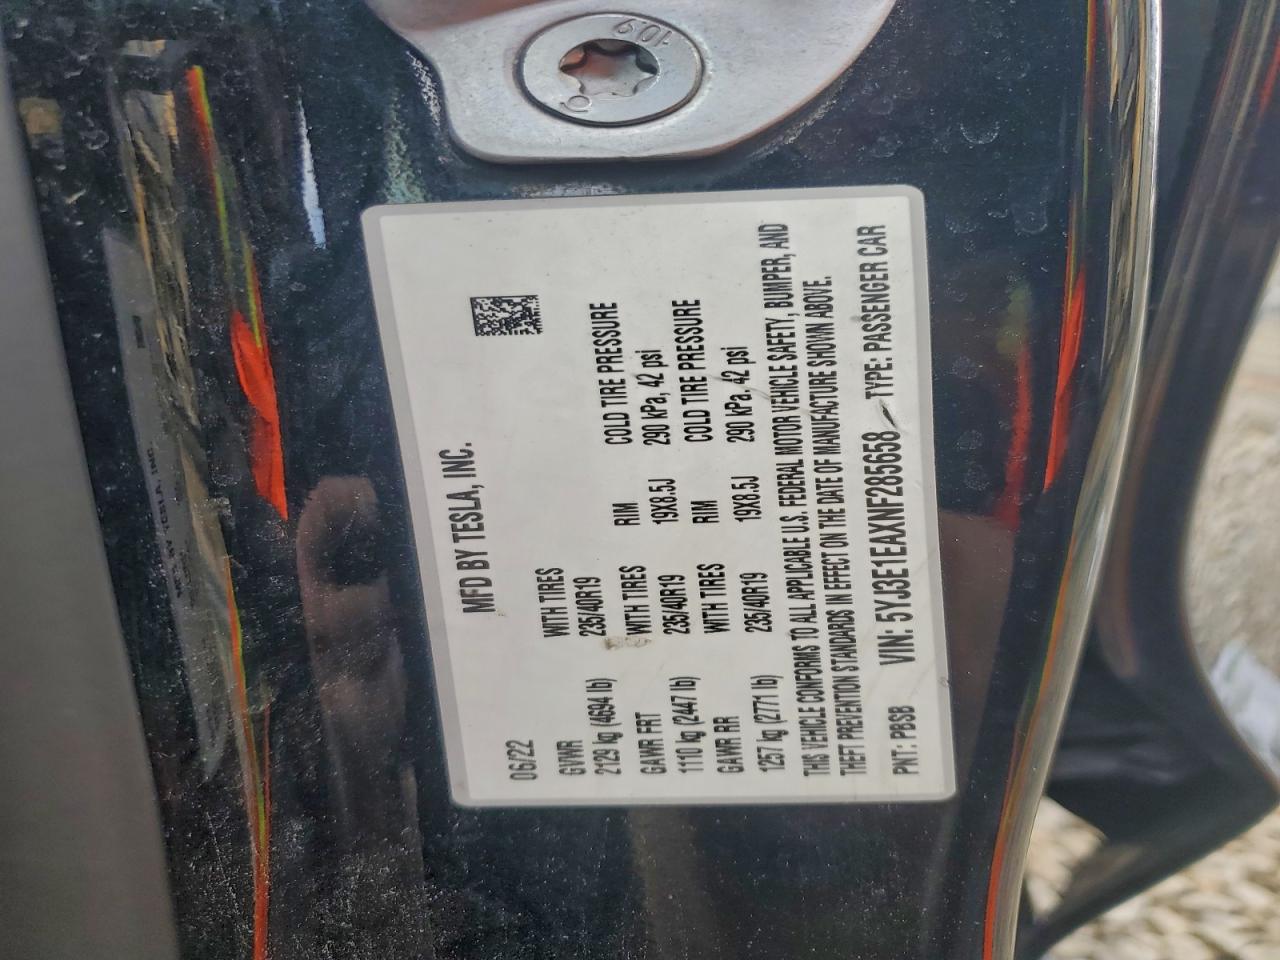 10.9
MFD BY TESLA, INC.
06/22
GVWR WITH TIRES RIM COLD TIRE PRESSURE
2129 kg (4694 lb) 235/40R19 19X8.5J 290 kPa, 42 psi
GAWR FRT WITH TIRES RIM COLD TIRE PRESSURE
1110 kg (2447 lb) 235/40R19 19X8.5J 290 kPa, 42 psi
GAWR RR WITH TIRES
1257 kg (2771 lb) 235/40R19
THIS VEHICLE CONFORMS TO ALL APPLICABLE U.S. FEDERAL MOTOR VEHICLE SAFETY, BUMPER, AND
THEFT PREVENTION STANDARDS IN EFFECT ON THE DATE OF MANUFACTURE SHOWN ABOVE.
PNT: PBSB VIN: 5YJ3E1EAXNF285658 TYPE: PASSENGER CAR